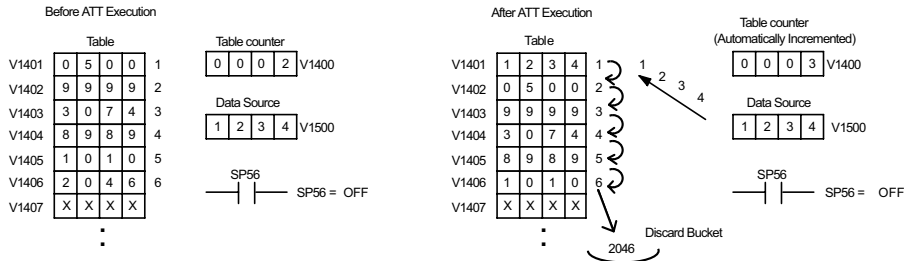 Before ATT Execution
Table
V1401 0 5 0 0 1
V1402 9 9 9 9 2
V1403 3 0 7 4 3
V1404 8 9 8 9 4
V1405 1 0 1 0 5
V1406 2 0 4 6 6
V1407 X X X X
:
Table counter
0 0 0 2 V1400
Data Source
1 2 3 4 V1500
SP56
SP56 = OFF
After ATT Execution
Table
V1401 1 2 3 4 1
V1402 0 5 0 0 2
V1403 9 9 9 9 3
V1404 3 0 7 4 4
V1405 8 9 8 9 5
V1406 1 0 1 0 6
V1407 X X X X
:
1
2
3
4
Discard Bucket
2046
Table counter
(Automatically Incremented)
0 0 0 3 V1400
Data Source
1 2 3 4 V1500
SP56
SP56 = OFF